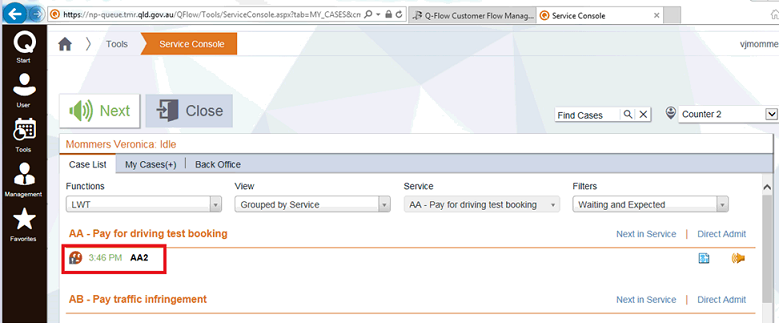 https://np-queue.tmr.qld.gov.au/QFlow/Tools/ServiceConsole.aspx?tab=MY_CASES&cm
Q-Flow Customer Flow Manag...
Service Console
Start
User
Tools
Management
Favorites
Tools
Service Console
vjmomme
Next
Close
Find Cases
Counter 2
Mommers Veronica: Idle
Case List
My Cases(+)
Back Office
Functions
View
Service
Filters
LWT
Grouped by Service
AA - Pay for driving test booking
Waiting and Expected
AA - Pay for driving test booking
Next in Service | Direct Admit
3:46 PM AA2
AB - Pay traffic infringement
Next in Service | Direct Admit